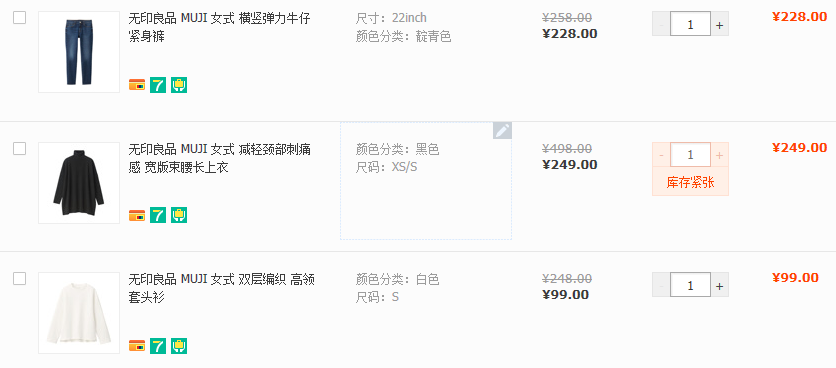 无印良品 MUJI 女式 横竖弹力牛仔
紧身裤
7
尺寸：22inch
颜色分类：靛青色
¥258.00
¥228.00
- 1 +
¥228.00
无印良品 MUJI 女式 减轻颈部刺痛
感 宽版束腰长上衣
7
颜色分类：黑色
尺码：XS/S
¥498.00
¥249.00
- 1 +
库存紧张
¥249.00
无印良品 MUJI 女式 双层编织 高领
套头衫
7
颜色分类：白色
尺码：S
¥248.00
¥99.00
- 1 +
¥99.00